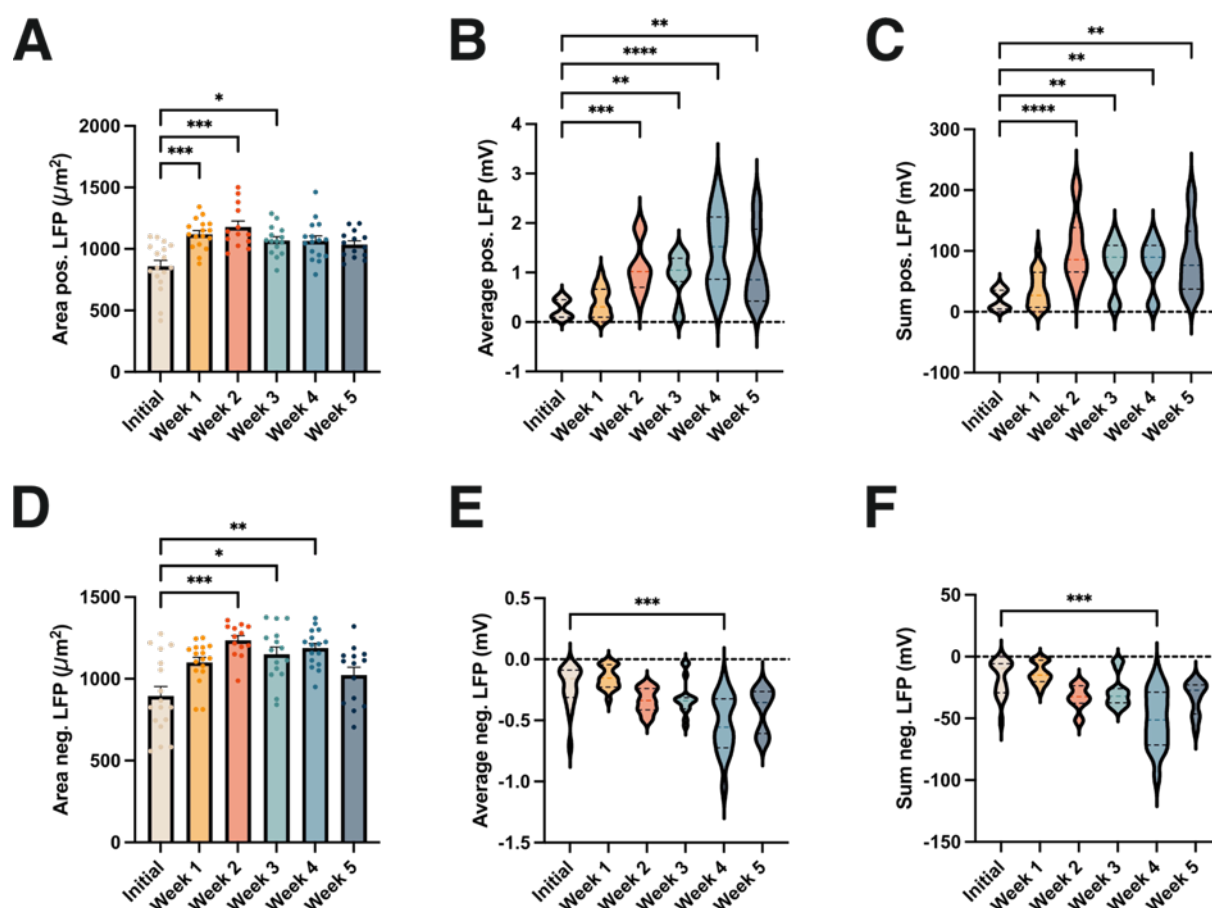 A
B
C
*
***
***
Area pos. LFP (µm²)
2000
1500
1000
500
0
Initial
Week 1
Week 2
Week 3
Week 4
Week 5
**
****
**
***
Average pos. LFP (mV)
4
3
2
1
0
-1
Initial
Week 1
Week 2
Week 3
Week 4
Week 5
**
**
**
****
Sum pos. LFP (mV)
300
200
100
0
-100
Initial
Week 1
Week 2
Week 3
Week 4
Week 5
D
E
F
**
*
***
Area neg. LFP (µm²)
1500
1000
500
0
Initial
Week 1
Week 2
Week 3
Week 4
Week 5
***
Average neg. LFP (mV)
0.5
0.0
-0.5
-1.0
-1.5
Initial
Week 1
Week 2
Week 3
Week 4
Week 5
***
Sum neg. LFP (mV)
50
0
-50
-100
-150
Initial
Week 1
Week 2
Week 3
Week 4
Week 5